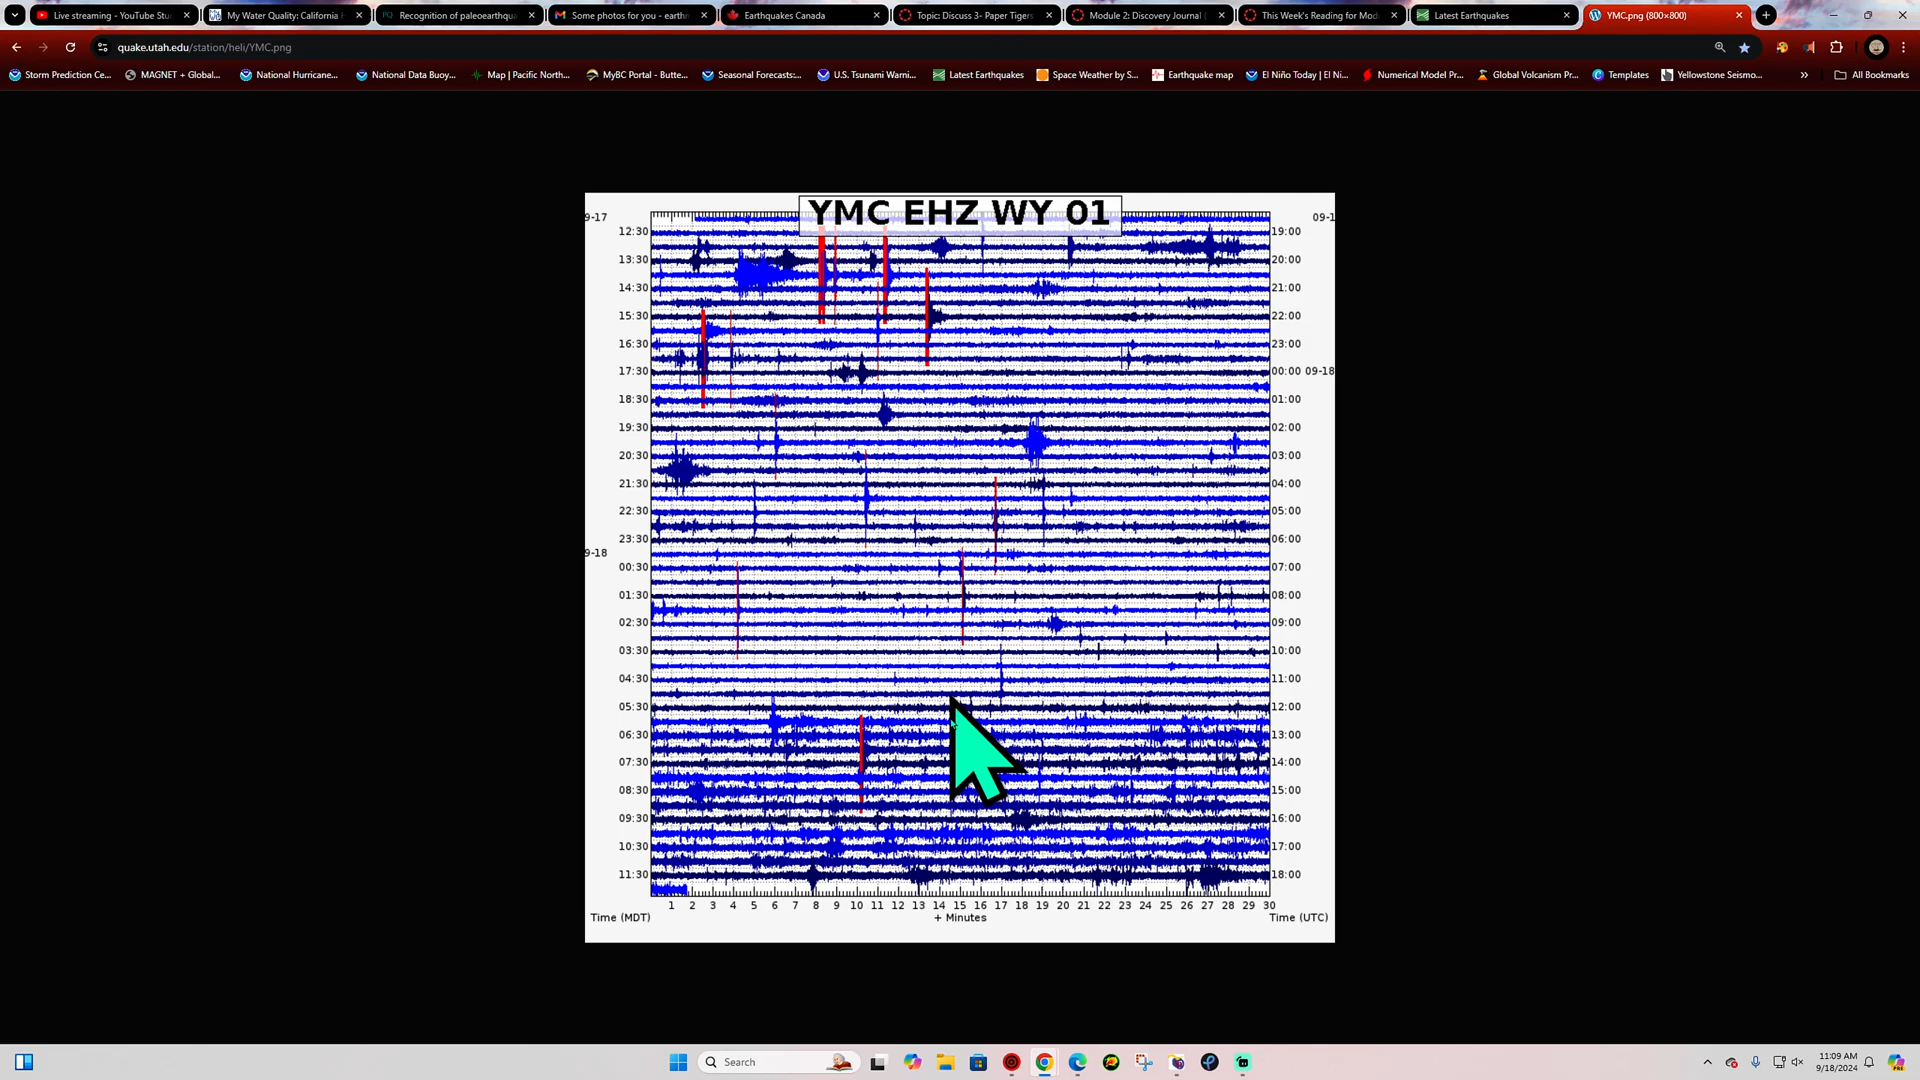 Live streaming - YouTube Stu
My Water Quality: California H
Recognition of paleoearthqu
Some photos for you - earthn
Earthquakes Canada
Topic: Discuss 3- Paper Tigers
Module 2: Discovery Journal
This Week's Reading for Mod
Latest Earthquakes
YMC.png (800×800)
quake.utah.edu/station/heli/YMC.png
Storm Prediction Ce...
MAGNET + Global...
National Hurricane...
National Data Buoy...
Map | Pacific North...
MyBC Portal - Butte...
Seasonal Forecasts:...
U.S. Tsunami Warni...
Latest Earthquakes
Space Weather by S...
Earthquake map
El Niño Today | El Ni...
Numerical Model Pr...
Global Volcanism Pr...
Templates
Yellowstone Seismo...
All Bookmarks
YMC EHZ WY 01
9-17
09-1
12:30
19:00
13:30
20:00
14:30
21:00
15:30
22:00
16:30
23:00
17:30
00:00 09-18
18:30
01:00
19:30
02:00
20:30
03:00
21:30
04:00
22:30
05:00
23:30
06:00
9-18
00:30
07:00
01:30
08:00
02:30
09:00
03:30
10:00
04:30
11:00
05:30
12:00
06:30
13:00
07:30
14:00
08:30
15:00
09:30
16:00
10:30
17:00
11:30
18:00
1 2 3 4 5 6 7 8 9 10 11 12 13 14 15 16 17 18 19 20 21 22 23 24 25 26 27 28 29 30
Time (MDT)
+ Minutes
Time (UTC)
Search
11:09 AM
9/18/2024